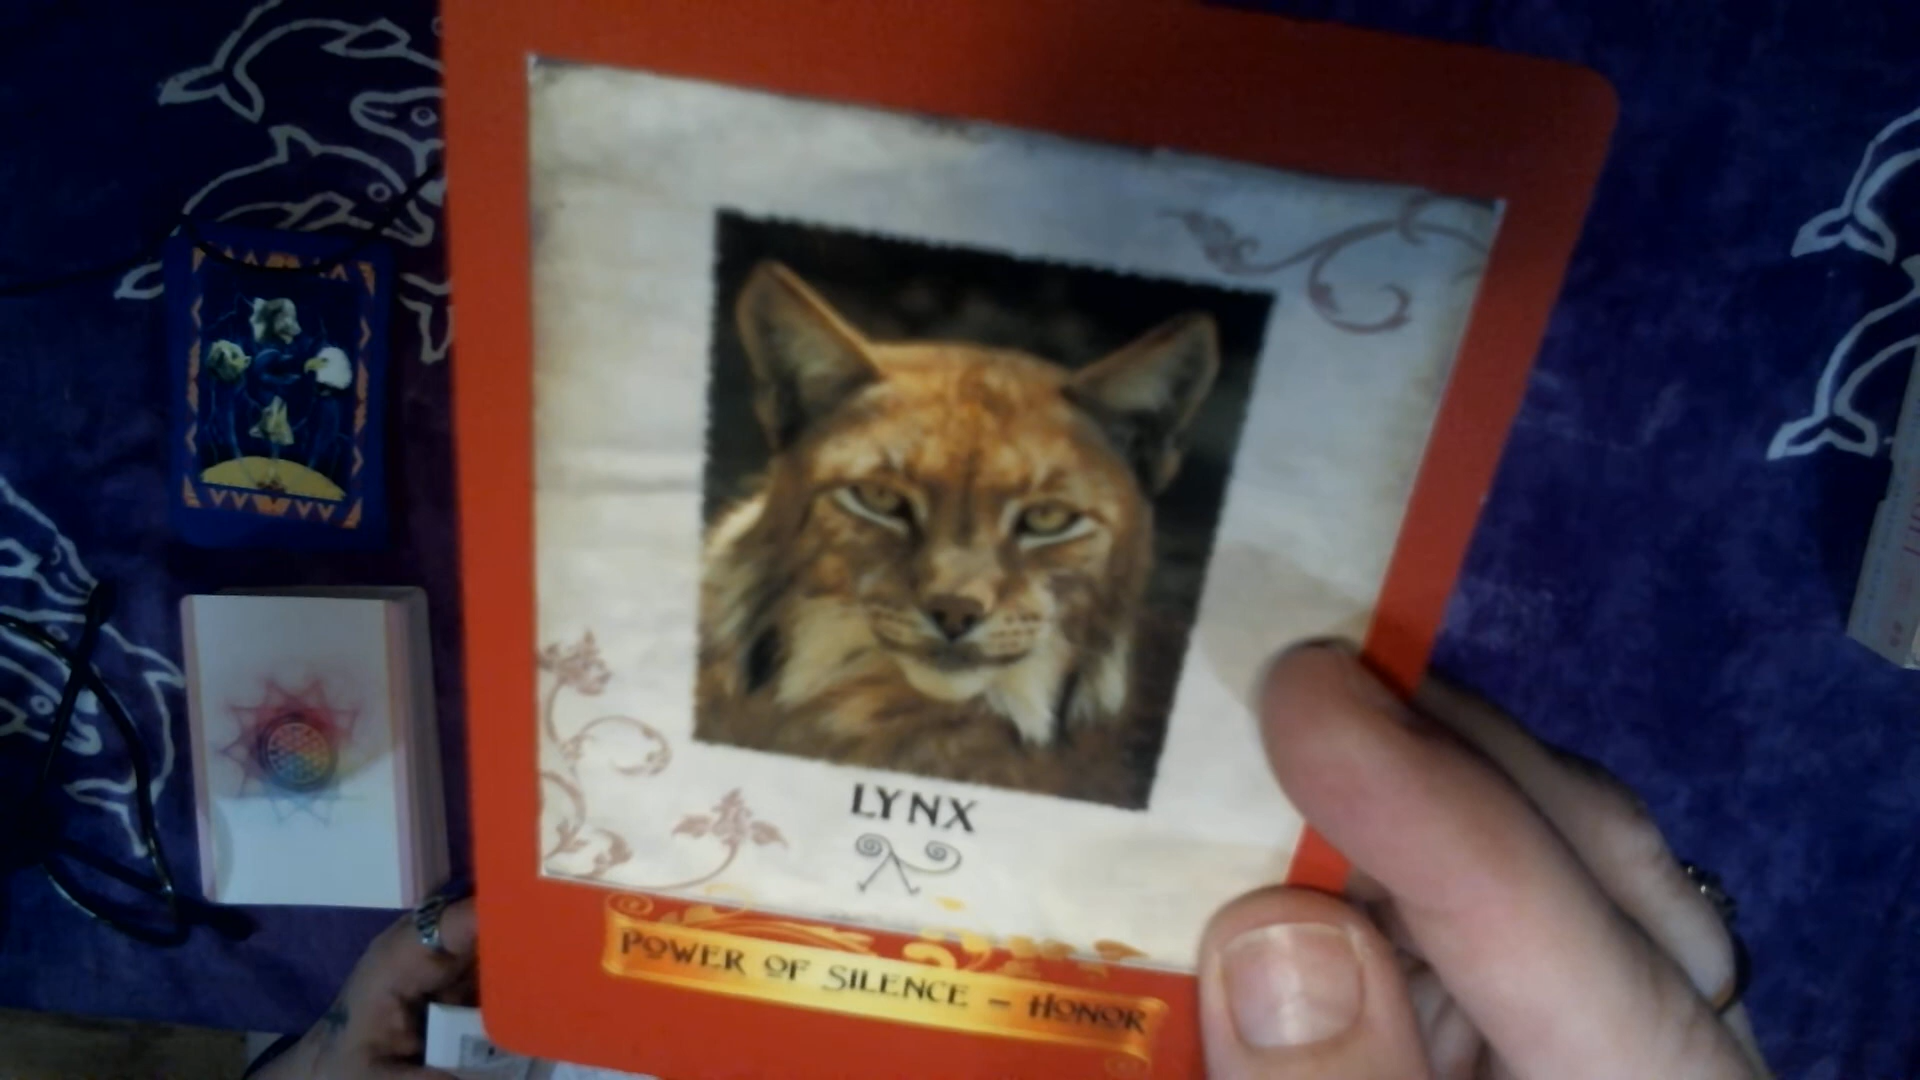 LYNX
POWER OF SILENCE – HONOR